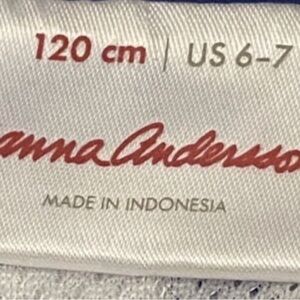 120 cm | US 6-7
anna Andersso
MADE IN INDONESIA